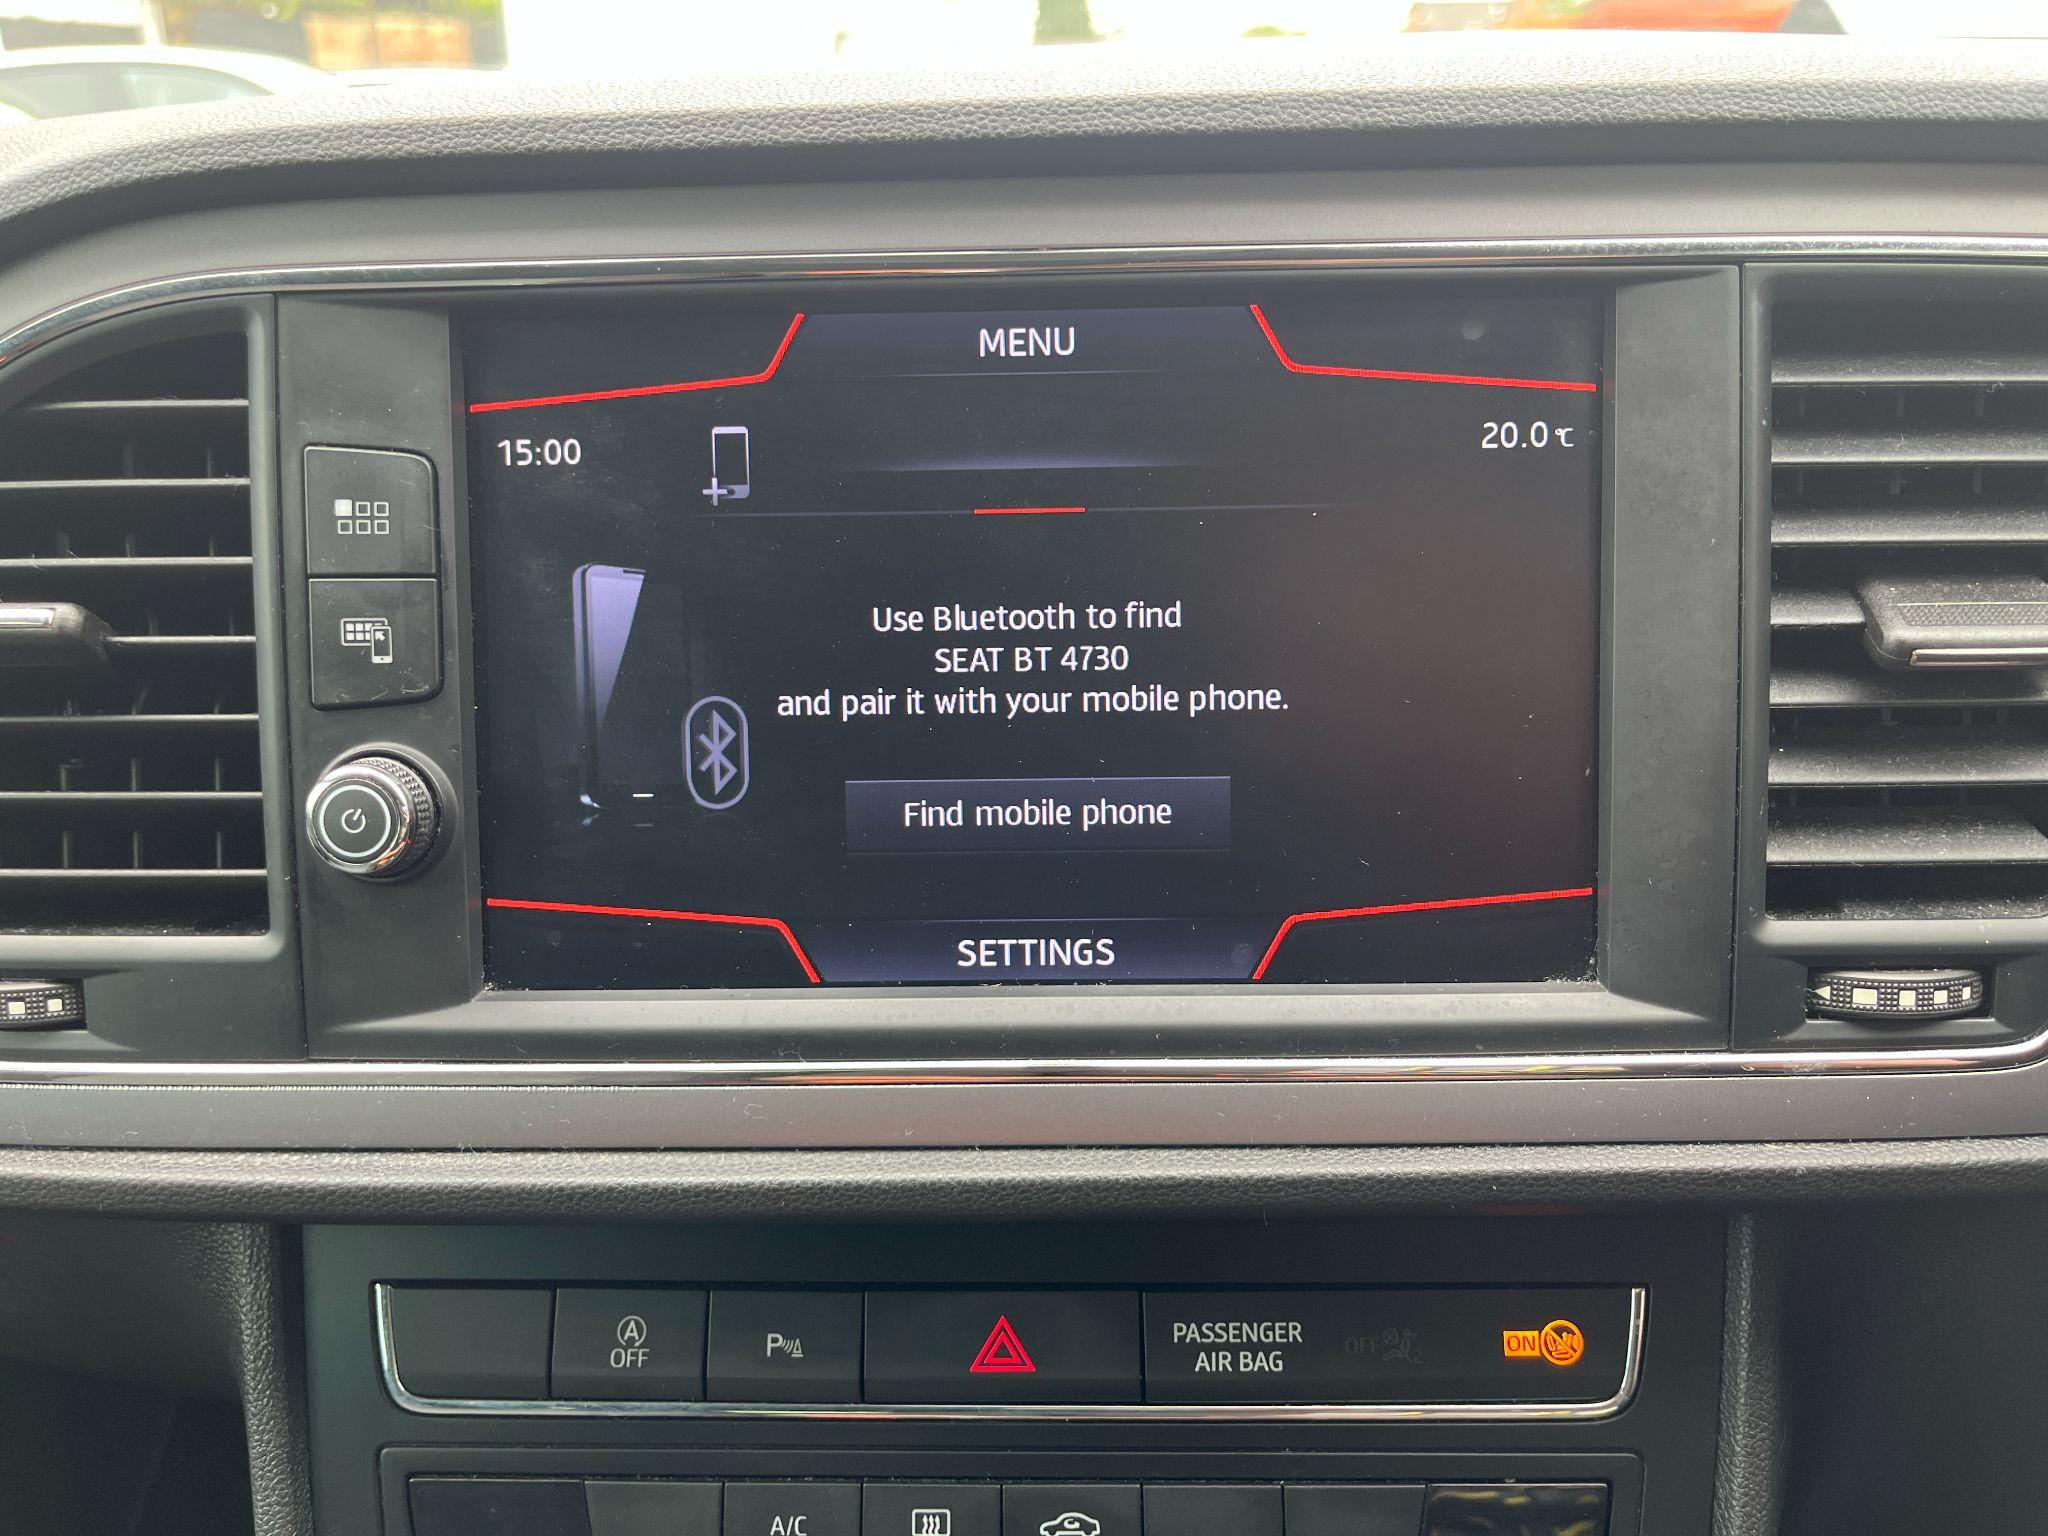 MENU
15:00
20.0 °C
Use Bluetooth to find
SEAT BT 4730
and pair it with your mobile phone.
Find mobile phone
SETTINGS
A
OFF
P
PASSENGER
AIR BAG
OFF
2
ON
A/C